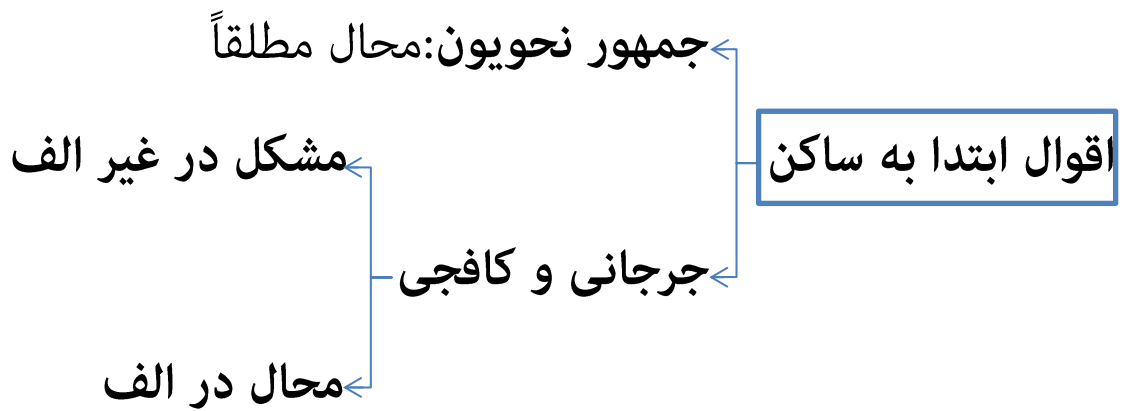 اقوال ابتدا به ساکن
جمهور نحویون:محال مطلقاً
جرجانی و کافجی
مشکل در غیر الف
محال در الف